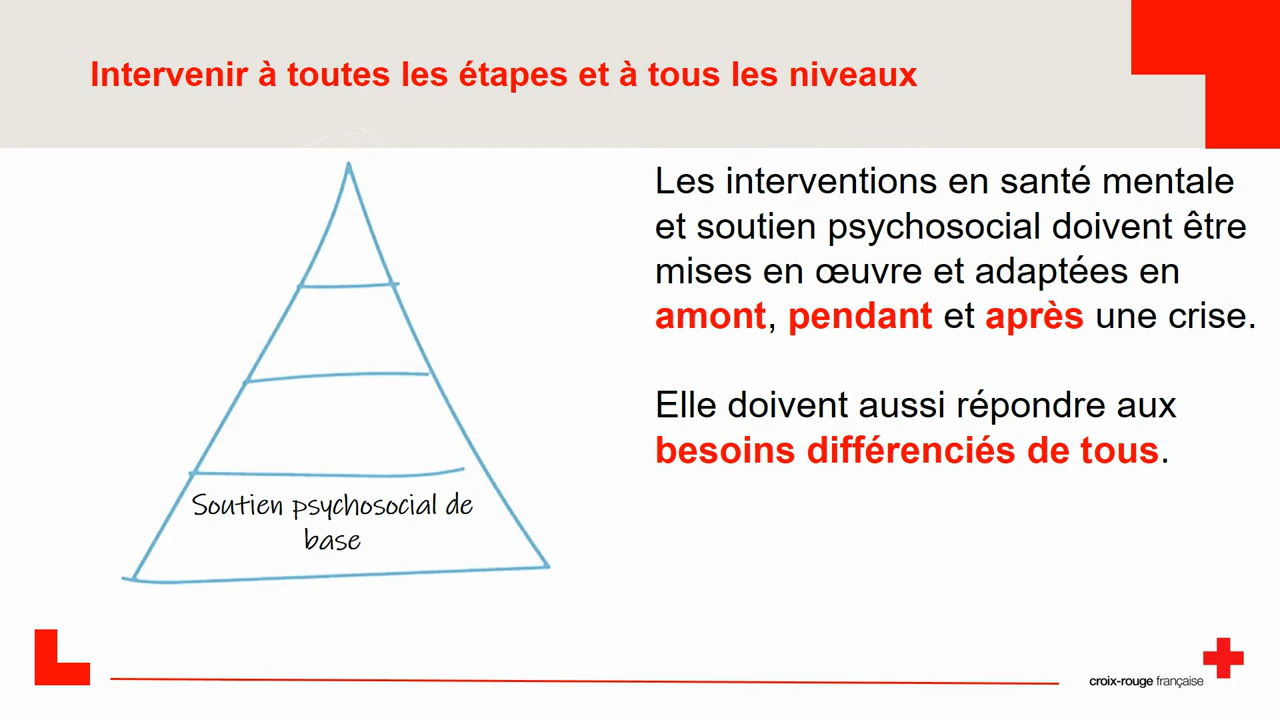 Intervenir à toutes les étapes et à tous les niveaux
Les interventions en santé mentale
et soutien psychosocial doivent être
mises en œuvre et adaptées en
amont, pendant et après une crise.
Elle doivent aussi répondre aux
besoins différenciés de tous.
Soutien psychosocial de
base
croix-rouge française